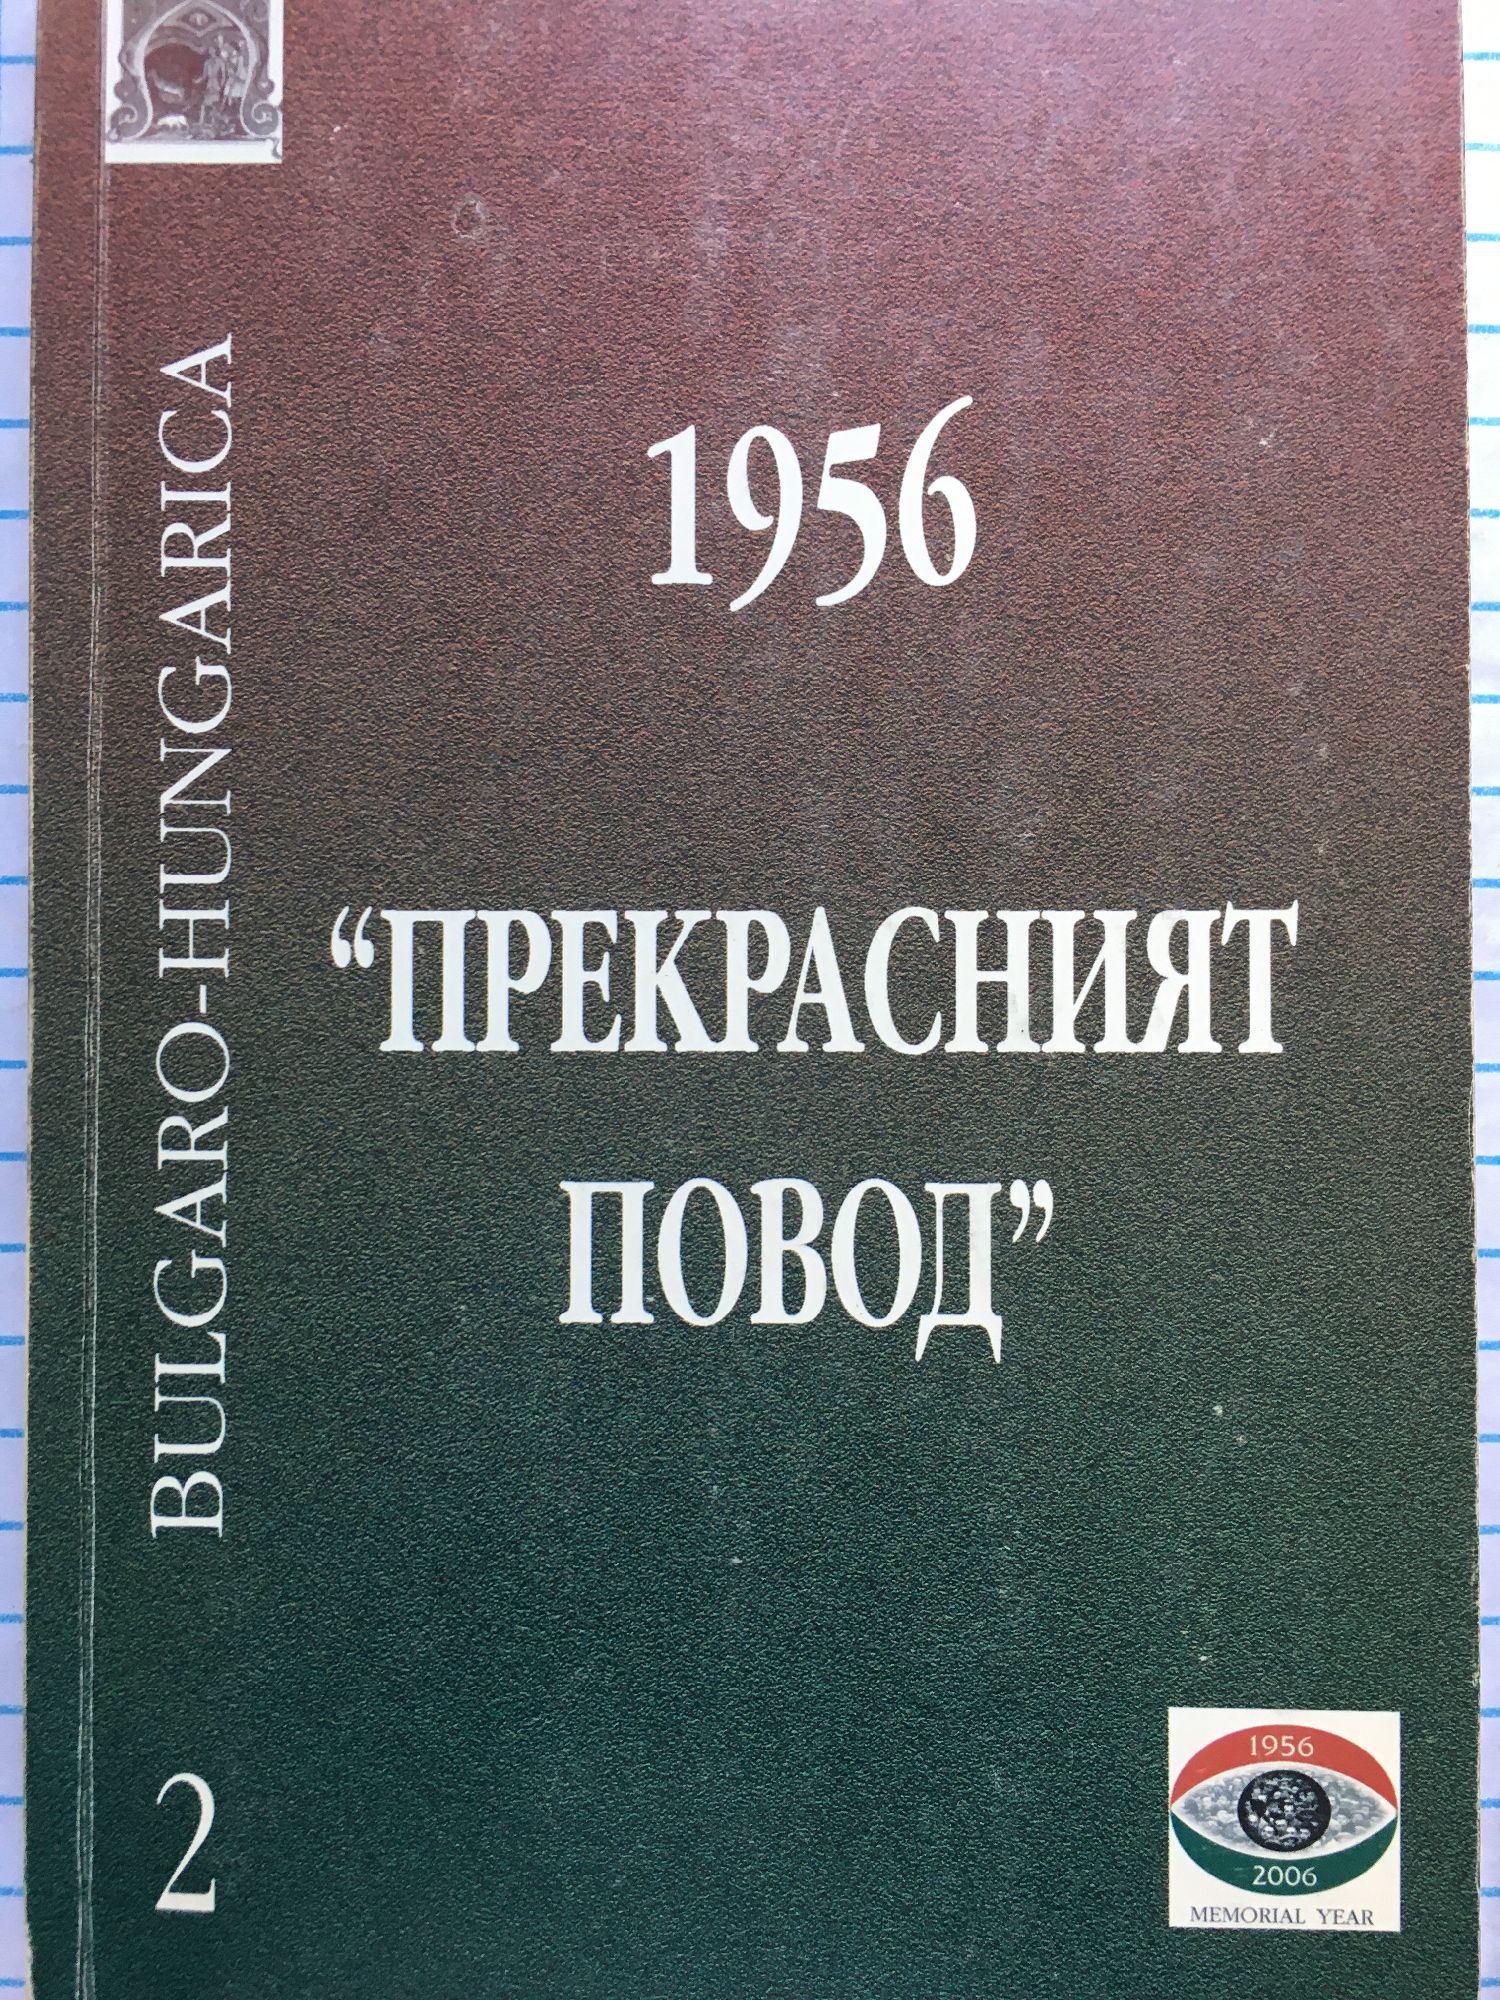 BULGARO-HUNGARICA
2
1956
“ПРЕКРАСНИЯТ
ПОВОД”
1956
2006
MEMORIAL YEAR